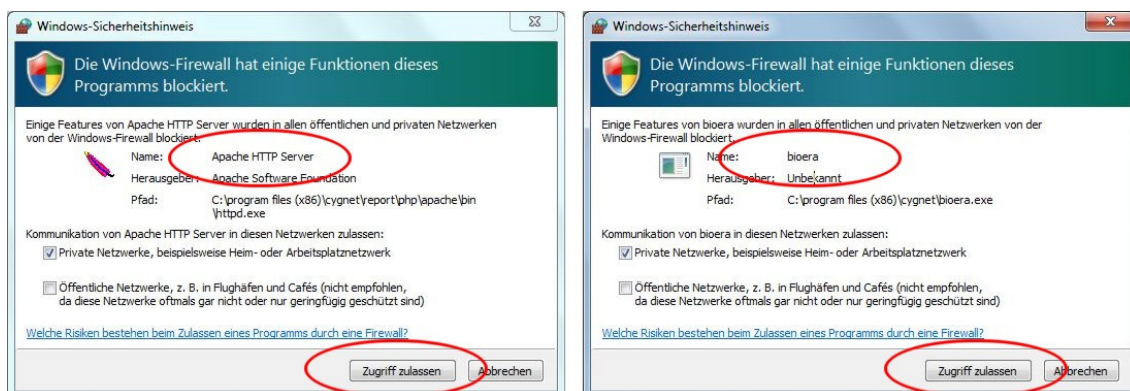 Windows-Sicherheitshinweis
Die Windows-Firewall hat einige Funktionen dieses
Programms blockiert.
Einige Features von Apache HTTP Server wurden in allen öffentlichen und privaten Netzwerken
von der Windows-Firewall blockiert.
Name: Apache HTTP Server
Herausgeber: Apache Software Foundation
Pfad: C:\program files (x86)\cygnet\report\php\apache\bin
\httpd.exe
Kommunikation von Apache HTTP Server in diesen Netzwerken zulassen:
Private Netzwerke, beispielsweise Heim- oder Arbeitsplatznetzwerk
Öffentliche Netzwerke, z. B. in Flughäfen und Cafés (nicht empfohlen,
da diese Netzwerke oftmals gar nicht oder nur geringfügig geschützt sind)
Welche Risiken bestehen beim Zulassen eines Programms durch eine Firewall?
Zugriff zulassen Abbrechen
Windows-Sicherheitshinweis
Die Windows-Firewall hat einige Funktionen dieses
Programms blockiert.
Einige Features von bioera wurden in allen öffentlichen und privaten Netzwerken von der
Windows-Firewall blockiert.
Name: bioera
Herausgeber: Unbekannt
Pfad: C:\program files (x86)\cygnet\bioera.exe
Kommunikation von bioera in diesen Netzwerken zulassen:
Private Netzwerke, beispielsweise Heim- oder Arbeitsplatznetzwerk
Öffentliche Netzwerke, z. B. in Flughäfen und Cafés (nicht empfohlen,
da diese Netzwerke oftmals gar nicht oder nur geringfügig geschützt sind)
Welche Risiken bestehen beim Zulassen eines Programms durch eine Firewall?
Zugriff zulassen Abbrechen